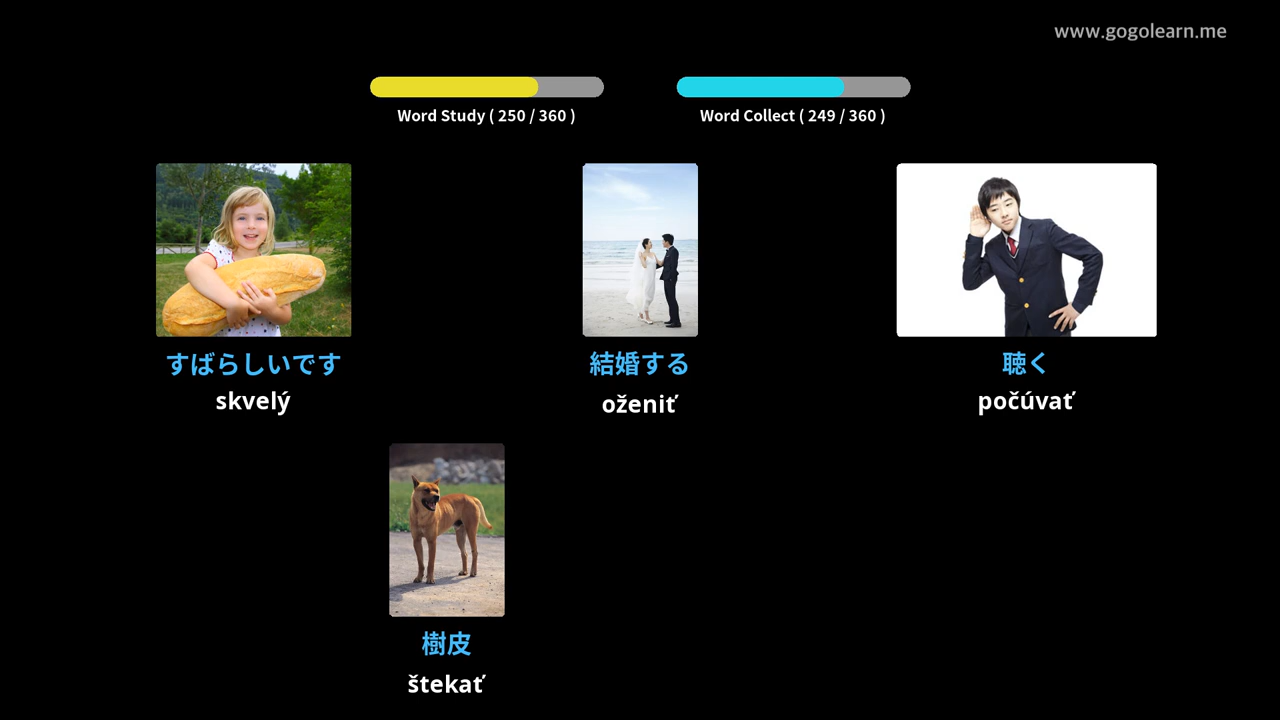 www.gogolearn.me
Word Study ( 250 / 360 )
Word Collect ( 249 / 360 )
すばらしいです
skvelý
結婚する
oženiť
聴く
počúvať
樹皮
štekať